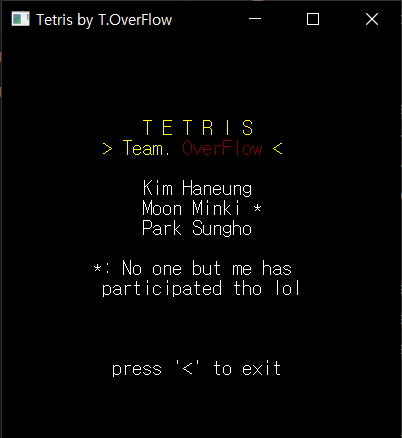 Tetris by T.OverFlow
T E T R I S
> Team. OverFlow <
Kim Haneung
Moon Minki *
Park Sungho
*: No one but me has
participated tho lol
press '<' to exit